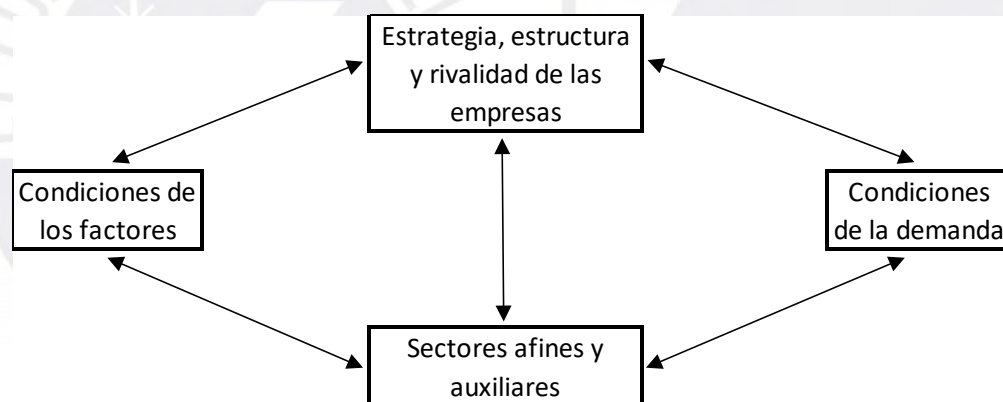 Estrategia, estructura
y rivalidad de las
empresas
Condiciones de
los factores
Condiciones
de la demanda
Sectores afines y
auxiliares